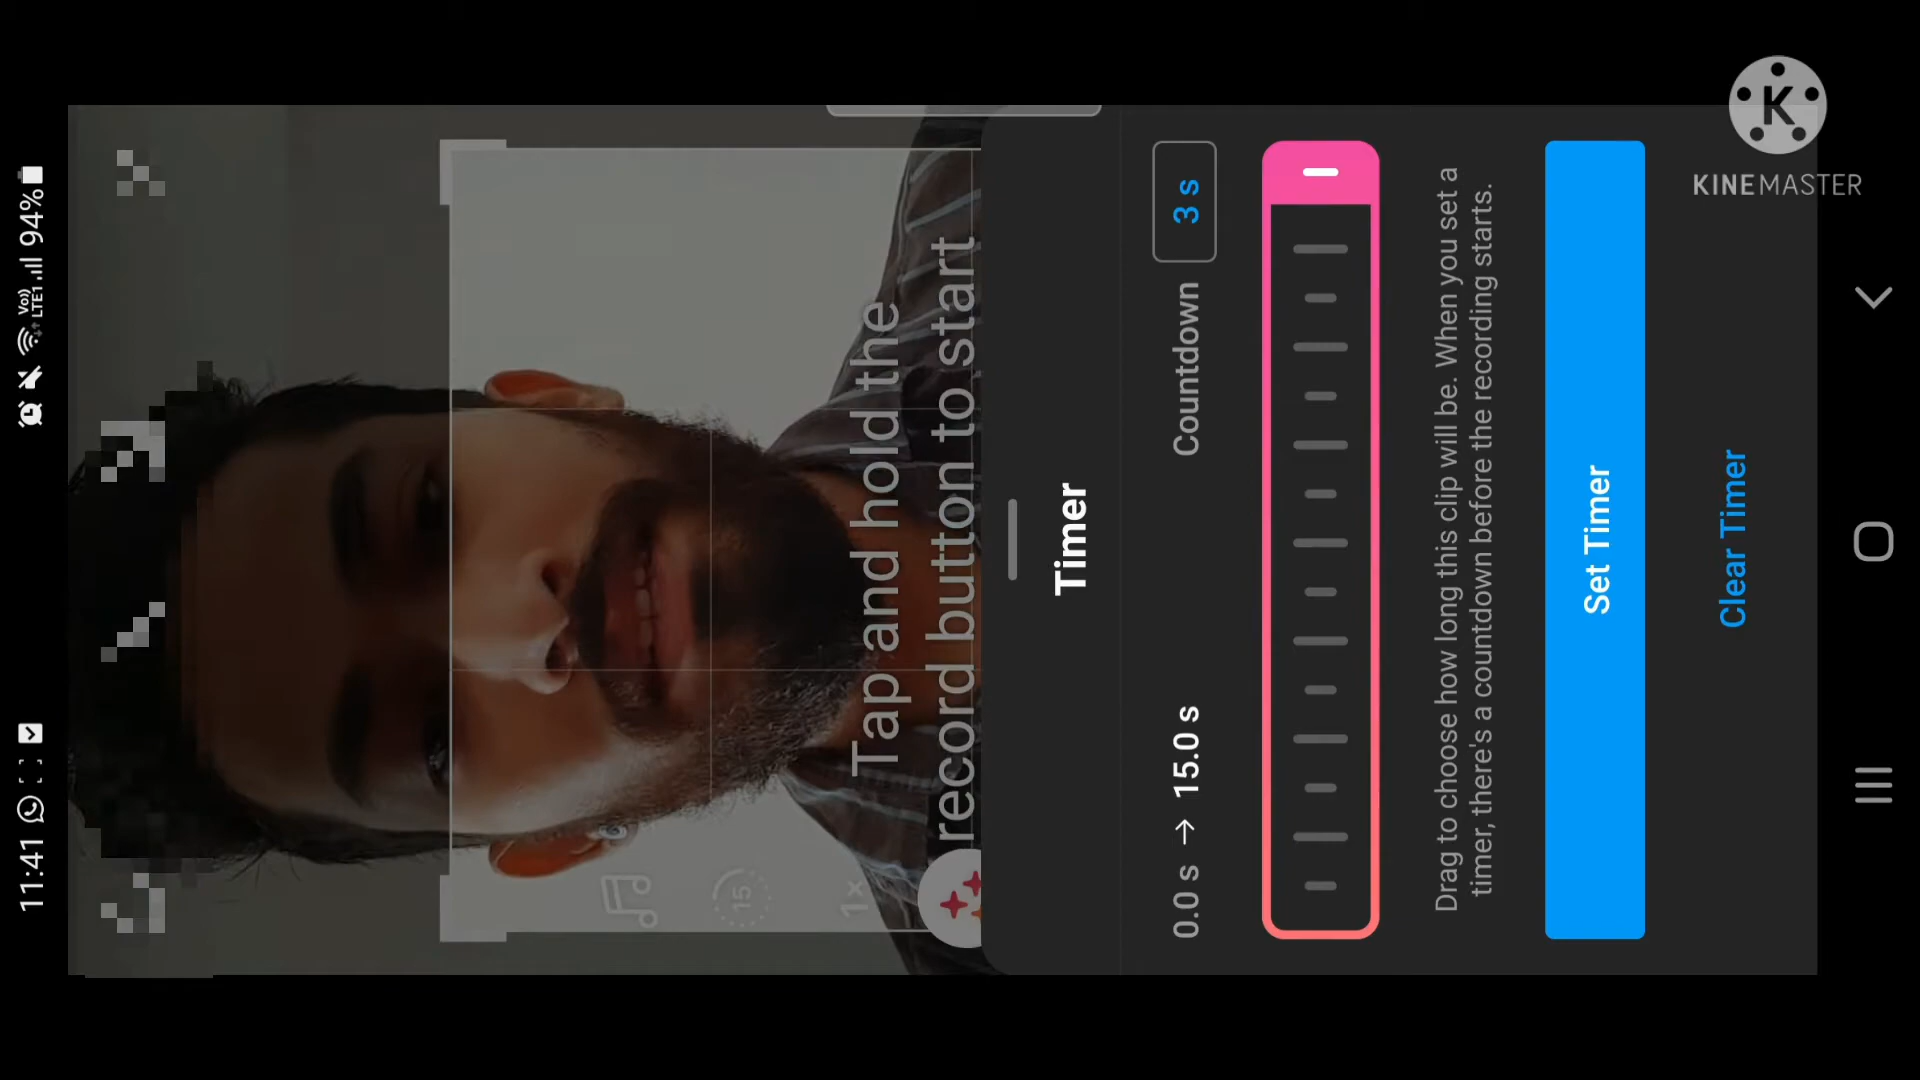 11:41
LTE1
94%
15
1×
Tap and hold the
record button to start
Timer
0.0 s → 15.0 s
Countdown
3 s
Drag to choose how long this clip will be. When you set a
timer, there's a countdown before the recording starts.
Set Timer
Clear Timer
K
KINEMASTER